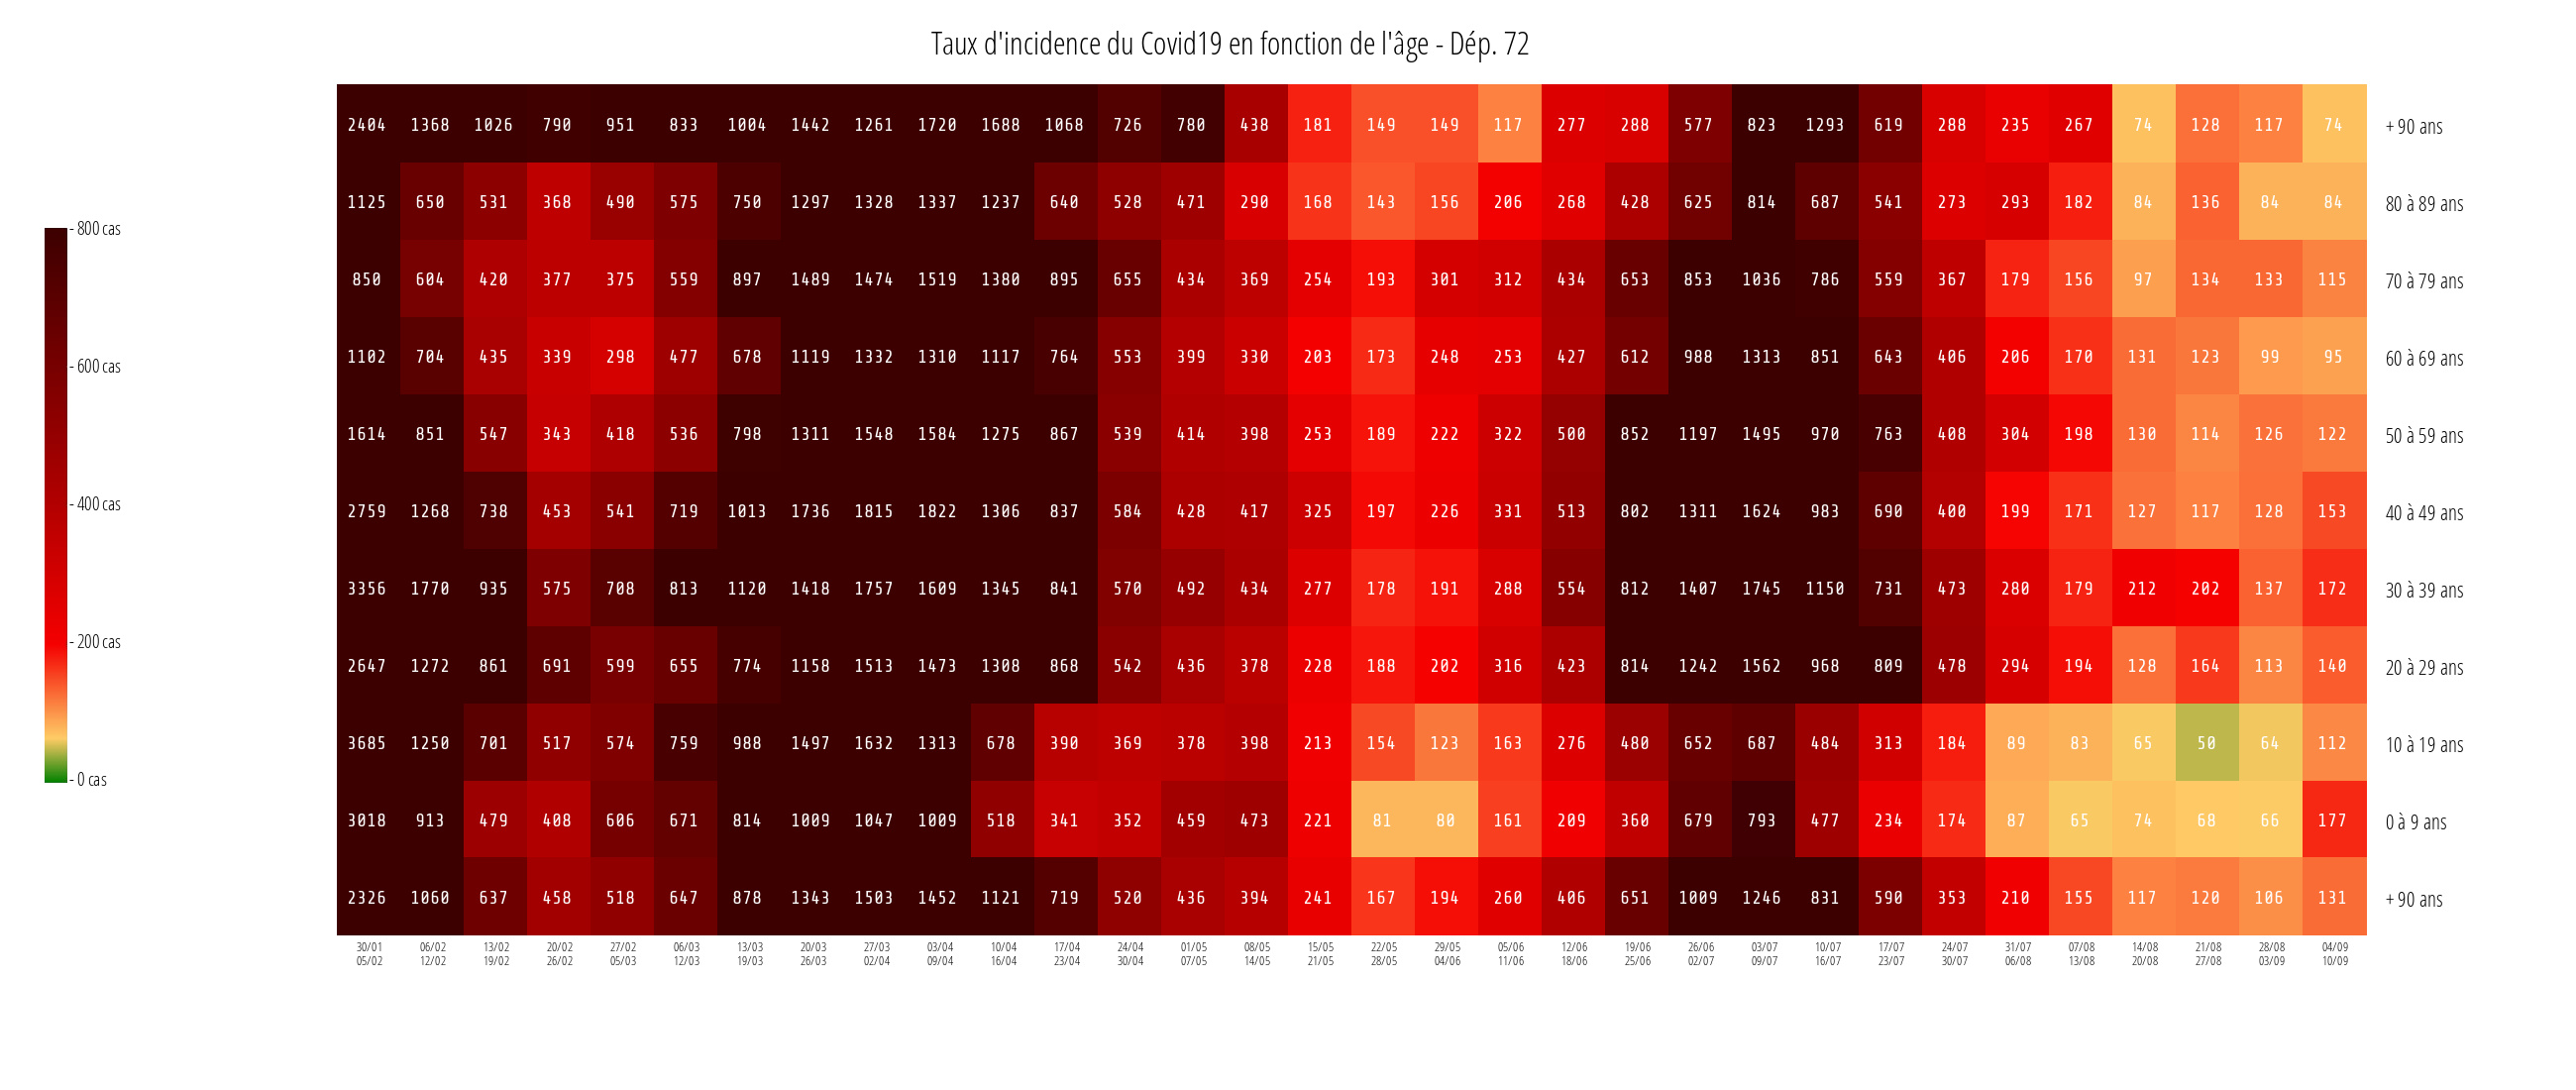 Taux d'incidence du Covid19 en fonction de l'âge - Dép. 72
2404 1368 1026 790 951 833 1004 1442 1261 1720 1688 1068 726 780 438 181 149 149 117 277 288 577 823 1293 619 288 235 267 74 128 117 74 + 90 ans
1125 650 531 368 490 575 750 1297 1328 1337 1237 640 528 471 290 168 143 156 206 268 428 625 814 687 541 273 293 182 84 136 84 84 80 à 89 ans
- 800 cas
850 604 420 377 375 559 897 1489 1474 1519 1380 895 655 434 369 254 193 301 312 434 653 853 1036 786 559 367 179 156 97 134 133 115 70 à 79 ans
1102 704 435 339 298 477 678 1119 1332 1310 1117 764 553 399 330 203 173 248 253 427 612 988 1313 851 643 406 206 170 131 123 99 95 60 à 69 ans
- 600 cas
1614 851 547 343 418 536 798 1311 1548 1584 1275 867 539 414 398 253 189 222 322 500 852 1197 1495 970 763 408 304 198 130 114 126 122 50 à 59 ans
- 400 cas
2759 1268 738 453 541 719 1013 1736 1815 1822 1306 837 584 428 417 325 197 226 331 513 802 1311 1624 983 690 400 199 171 127 117 128 153 40 à 49 ans
3356 1770 935 575 708 813 1120 1418 1757 1609 1345 841 570 492 434 277 178 191 288 554 812 1407 1745 1150 731 473 280 179 212 202 137 172 30 à 39 ans
- 200 cas
2647 1272 861 691 599 655 774 1158 1513 1473 1308 868 542 436 378 228 188 202 316 423 814 1242 1562 968 809 478 294 194 128 164 113 140 20 à 29 ans
3685 1250 701 517 574 759 988 1497 1632 1313 678 390 369 378 398 213 154 123 163 276 480 652 687 484 313 184 89 83 65 50 64 112 10 à 19 ans
- 0 cas
3018 913 479 408 606 671 814 1009 1047 1009 518 341 352 459 473 221 81 80 161 209 360 679 793 477 234 174 87 65 74 68 66 177 0 à 9 ans
2326 1060 637 458 518 647 878 1343 1503 1452 1121 719 520 436 394 241 167 194 260 406 651 1009 1246 831 590 353 210 155 117 120 106 131 + 90 ans
30/01 06/02 13/02 20/02 27/02 06/03 13/03 20/03 27/03 03/04 10/04 17/04 24/04 01/05 08/05 15/05 22/05 29/05 05/06 12/06 19/06 26/06 03/07 10/07 17/07 24/07 31/07 07/08 14/08 21/08 28/08 04/09
05/02 12/02 19/02 26/02 05/03 12/03 19/03 26/03 02/04 09/04 16/04 23/04 30/04 07/05 14/05 21/05 28/05 04/06 11/06 18/06 25/06 02/07 09/07 16/07 23/07 30/07 06/08 13/08 20/08 27/08 03/09 10/09